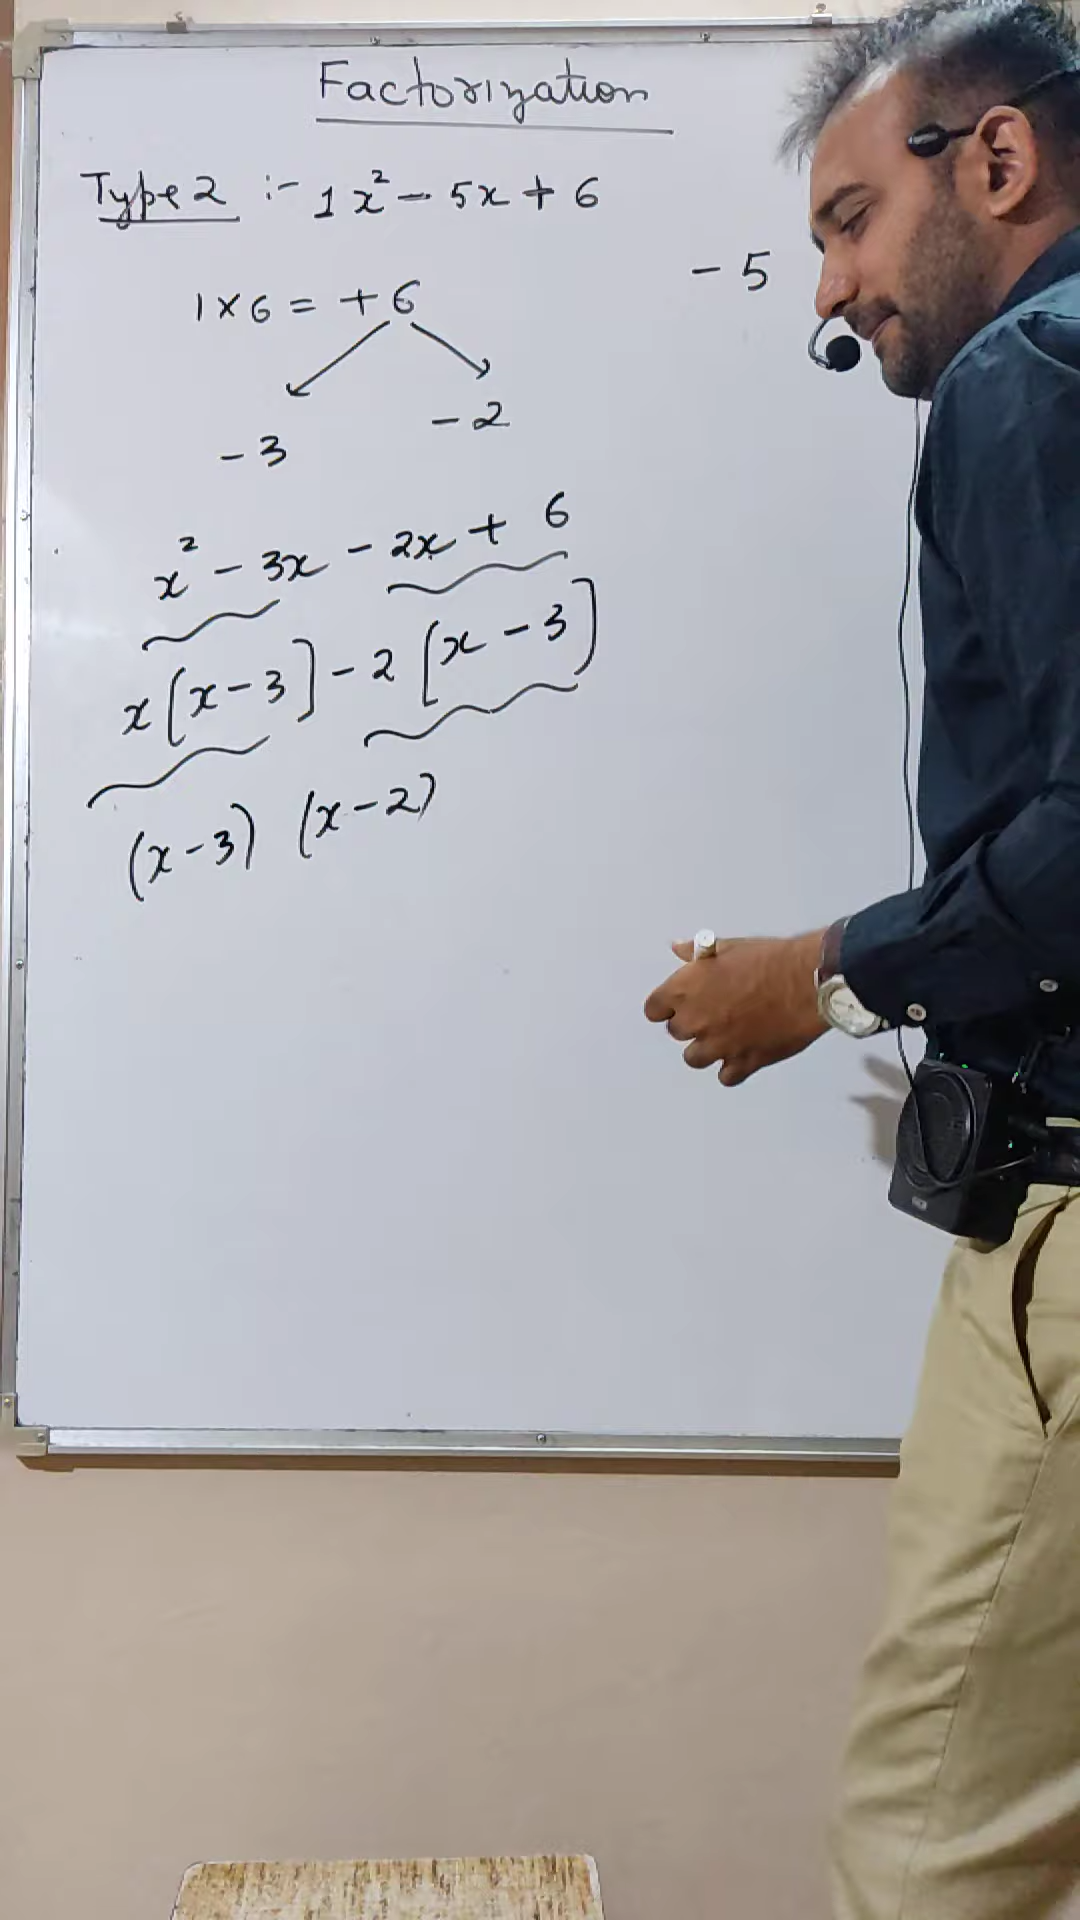 Factorization
Type 2 :- 1x² - 5x + 6
- 5
1 × 6 = + 6
- 3 - 2
x² - 3x - 2x + 6
x[x - 3] - 2[x - 3]
(x - 3) (x - 2)